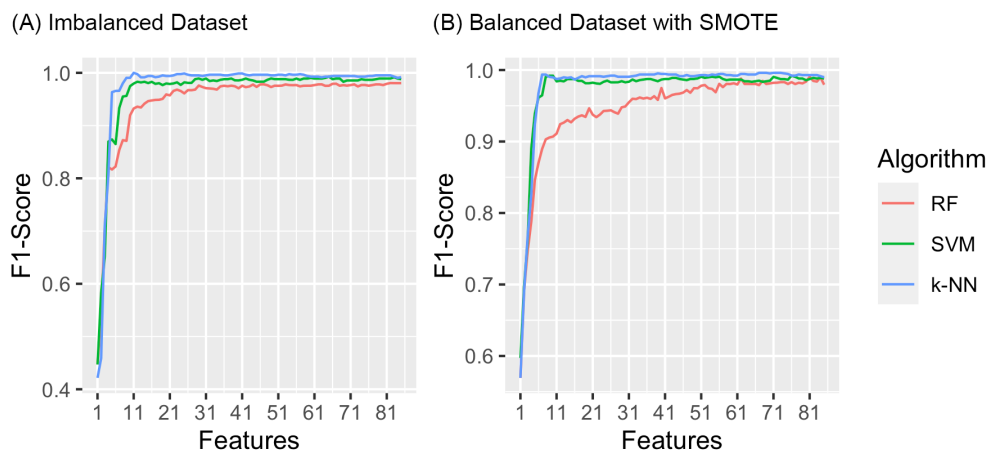 (A) Imbalanced Dataset
F1-Score
1.0
0.8
0.6
0.4
1 11 21 31 41 51 61 71 81
Features
(B) Balanced Dataset with SMOTE
F1-Score
1.0
0.9
0.8
0.7
0.6
1 11 21 31 41 51 61 71 81
Features
Algorithm
RF
SVM
k-NN